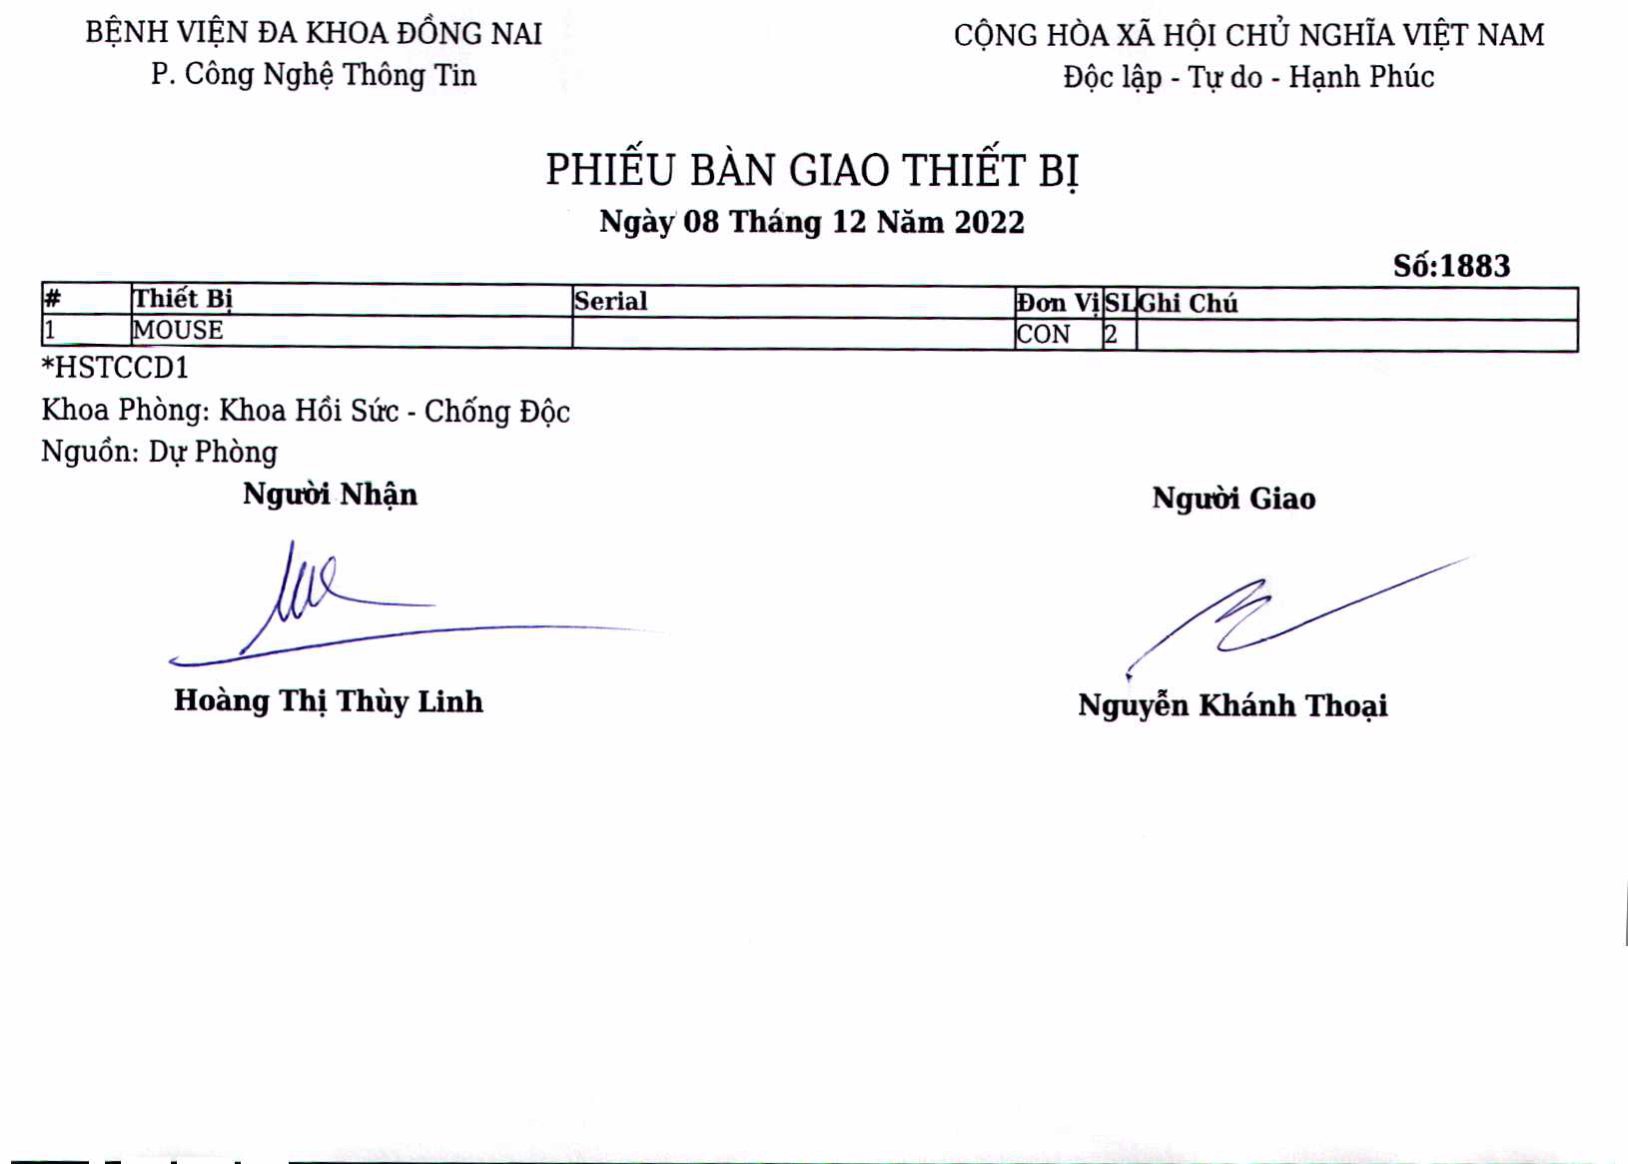 BỆNH VIỆN ĐA KHOA ĐỒNG NAI
P. Công Nghệ Thông Tin
CỘNG HÒA XÃ HỘI CHỦ NGHĨA VIỆT NAM
Độc lập - Tự do - Hạnh Phúc
PHIẾU BÀN GIAO THIẾT BỊ
Ngày 08 Tháng 12 Năm 2022
Số:1883
# Thiết Bị Serial Đơn Vị SL Ghi Chú
1 MOUSE CON 2
*HSTCCD1
Khoa Phòng: Khoa Hồi Sức - Chống Độc
Nguồn: Dự Phòng
Người Nhận Người Giao
Hoàng Thị Thùy Linh Nguyễn Khánh Thoại